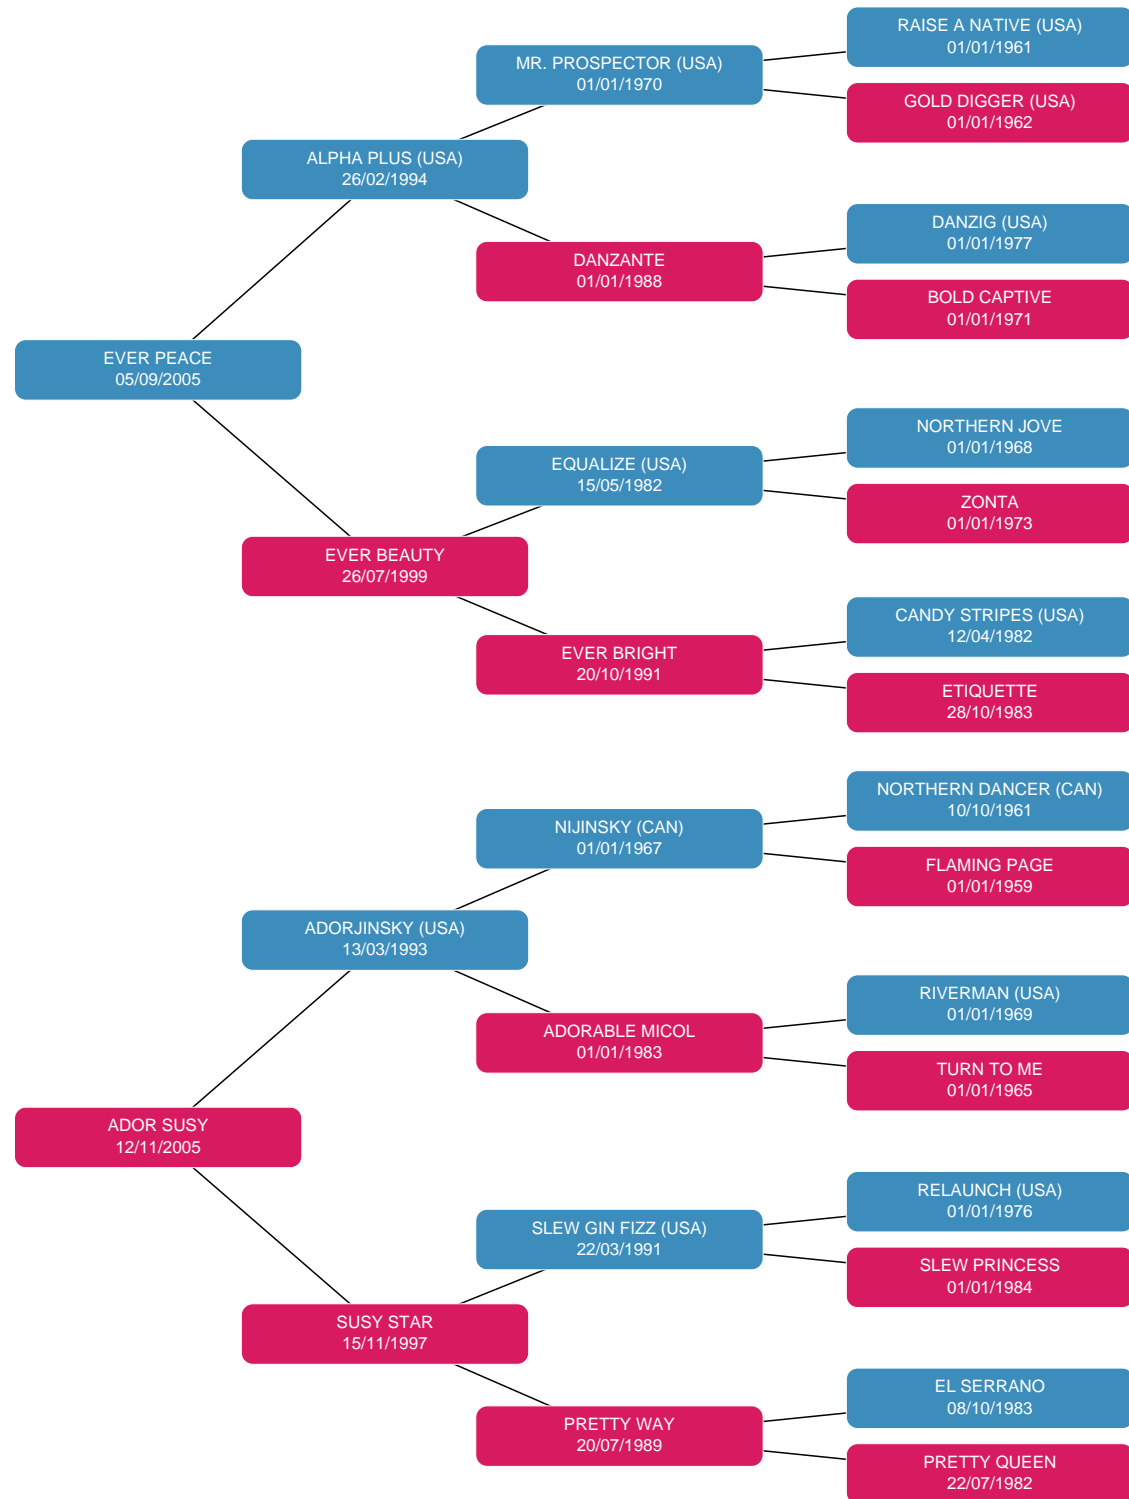 RAISE A NATIVE (USA)
01/01/1961
MR. PROSPECTOR (USA)
01/01/1970
GOLD DIGGER (USA)
01/01/1962
ALPHA PLUS (USA)
26/02/1994
DANZIG (USA)
01/01/1977
DANZANTE
01/01/1988
BOLD CAPTIVE
01/01/1971
EVER PEACE
05/09/2005
NORTHERN JOVE
01/01/1968
EQUALIZE (USA)
15/05/1982
ZONTA
01/01/1973
EVER BEAUTY
26/07/1999
CANDY STRIPES (USA)
12/04/1982
EVER BRIGHT
20/10/1991
ETIQUETTE
28/10/1983
NORTHERN DANCER (CAN)
10/10/1961
NIJINSKY (CAN)
01/01/1967
FLAMING PAGE
01/01/1959
ADORJINSKY (USA)
13/03/1993
RIVERMAN (USA)
01/01/1969
ADORABLE MICOL
01/01/1983
TURN TO ME
01/01/1965
ADOR SUSY
12/11/2005
RELAUNCH (USA)
01/01/1976
SLEW GIN FIZZ (USA)
22/03/1991
SLEW PRINCESS
01/01/1984
SUSY STAR
15/11/1997
EL SERRANO
08/10/1983
PRETTY WAY
20/07/1989
PRETTY QUEEN
22/07/1982